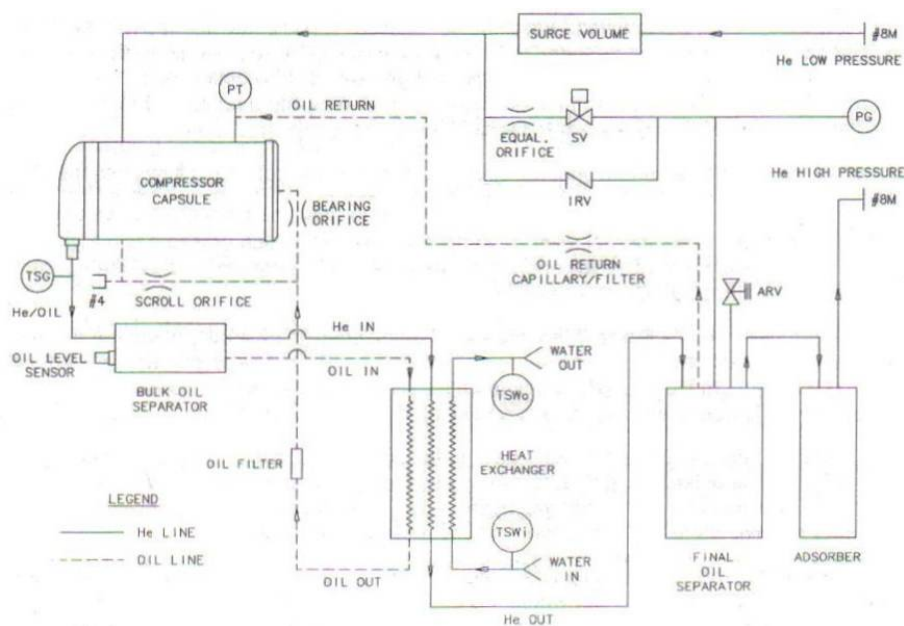 SURGE VOLUME
#8M
He LOW PRESSURE
PT
OIL RETURN
EQUAL.
ORIFICE
SV
PG
COMPRESSOR
CAPSULE
He HIGH PRESSURE
#8M
BEARING
ORIFICE
IRV
TSG
#4
SCROLL ORIFICE
OIL RETURN
CAPILLARY/FILTER
ARV
He/OIL
He IN
OIL LEVEL
SENSOR
OIL IN
WATER
OUT
BULK OIL
SEPARATOR
TSWo
OIL FILTER
HEAT
EXCHANGER
LEGEND
He LINE
OIL LINE
TSWi
WATER
IN
OIL OUT
He OUT
FINAL
OIL
SEPARATOR
ADSORBER